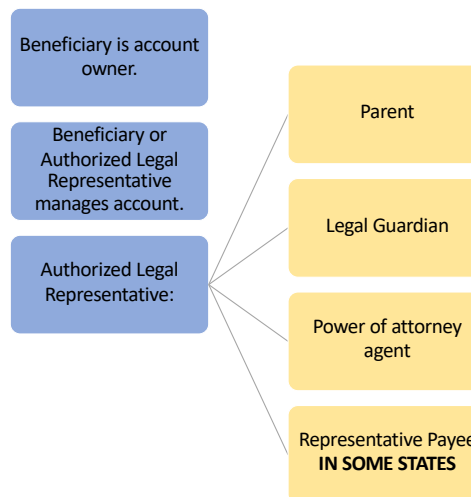 Beneficiary is account
owner.
Beneficiary or
Authorized Legal
Representative
manages account.
Authorized Legal
Representative:
Parent
Legal Guardian
Power of attorney
agent
Representative Payee
IN SOME STATES